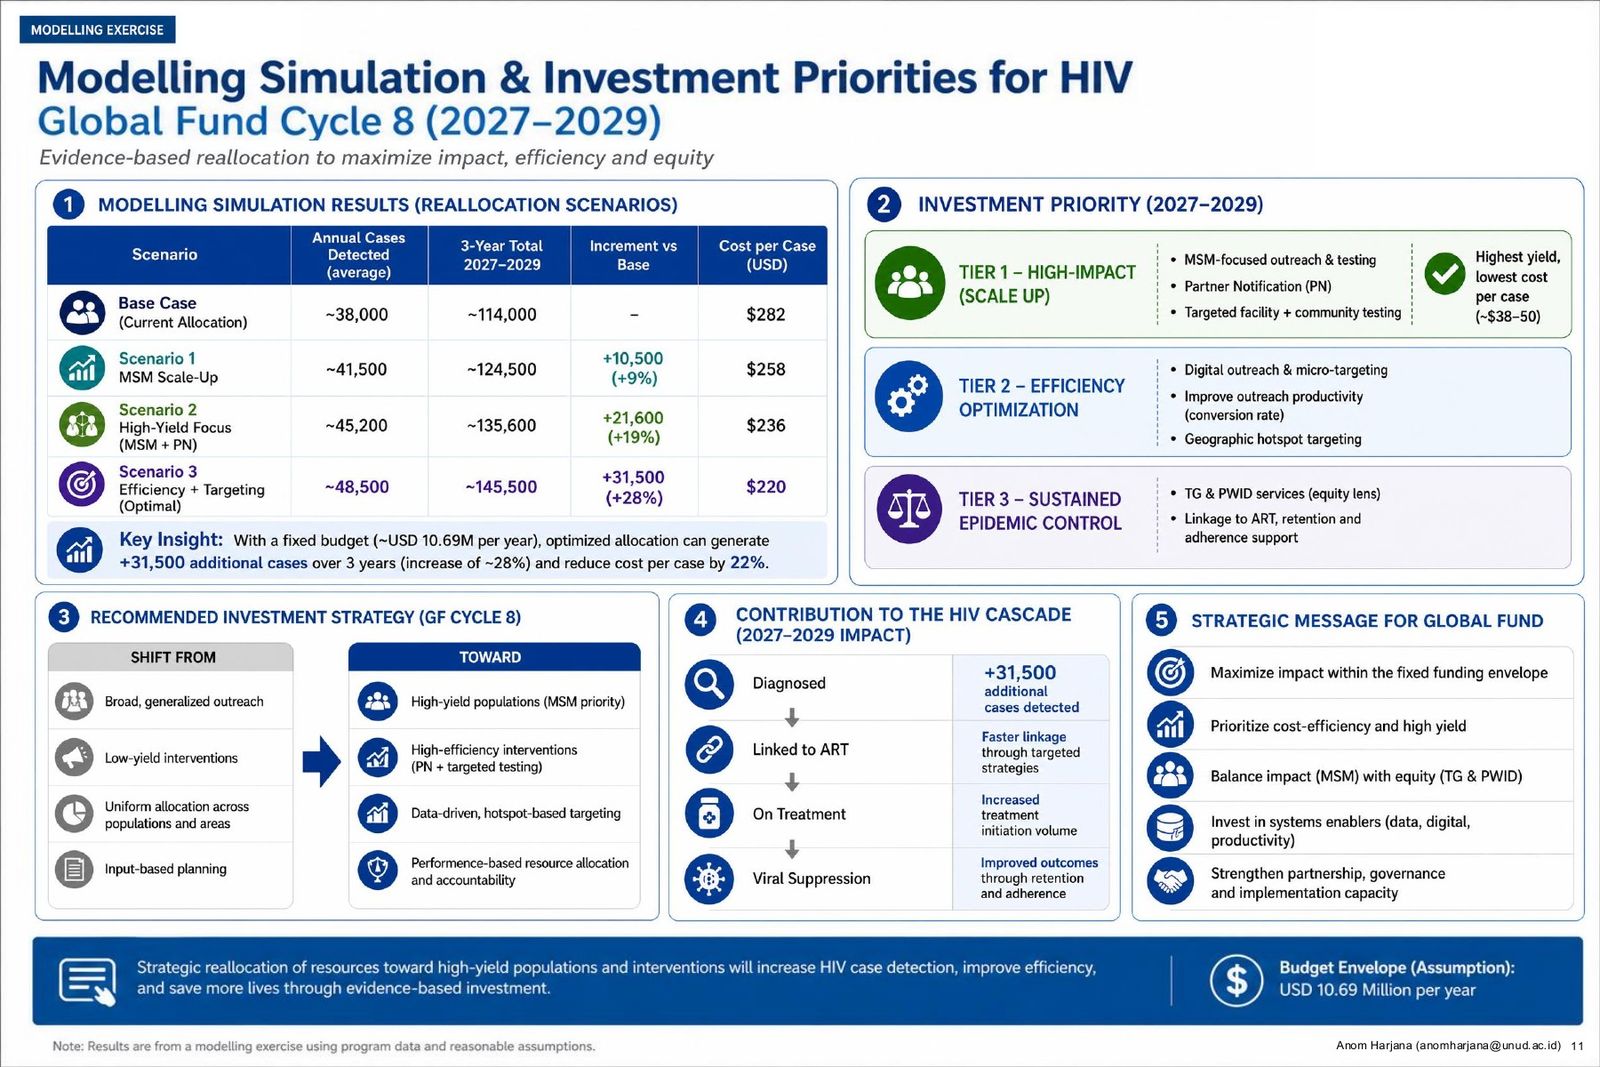 MODELLING EXERCISE
Modelling Simulation & Investment Priorities for HIV
Global Fund Cycle 8 (2027–2029)
Evidence-based reallocation to maximize impact, efficiency and equity
1 MODELLING SIMULATION RESULTS (REALLOCATION SCENARIOS)
Scenario
Annual Cases
Detected
(average)
3-Year Total
2027–2029
Increment vs
Base
Cost per Case
(USD)
Base Case
(Current Allocation)
~38,000
~114,000
–
$282
Scenario 1
MSM Scale-Up
~41,500
~124,500
+10,500
(+9%)
$258
Scenario 2
High-Yield Focus
(MSM + PN)
~45,200
~135,600
+21,600
(+19%)
$236
Scenario 3
Efficiency + Targeting
(Optimal)
~48,500
~145,500
+31,500
(+28%)
$220
Key Insight: With a fixed budget (~USD 10.69M per year), optimized allocation can generate
+31,500 additional cases over 3 years (increase of ~28%) and reduce cost per case by 22%.
2 INVESTMENT PRIORITY (2027–2029)
TIER 1 – HIGH-IMPACT
(SCALE UP)
• MSM-focused outreach & testing
• Partner Notification (PN)
• Targeted facility + community testing
Highest yield,
lowest cost
per case
(~$38–50)
TIER 2 – EFFICIENCY
OPTIMIZATION
• Digital outreach & micro-targeting
• Improve outreach productivity
(conversion rate)
• Geographic hotspot targeting
TIER 3 – SUSTAINED
EPIDEMIC CONTROL
• TG & PWID services (equity lens)
• Linkage to ART, retention and
adherence support
3 RECOMMENDED INVESTMENT STRATEGY (GF CYCLE 8)
SHIFT FROM
Broad, generalized outreach
Low-yield interventions
Uniform allocation across
populations and areas
Input-based planning
TOWARD
High-yield populations (MSM priority)
High-efficiency interventions
(PN + targeted testing)
Data-driven, hotspot-based targeting
Performence-based resource allocation
and accountability
4 CONTRIBUTION TO THE HIV CASCADE
(2027–2029 IMPACT)
Diagnosed
+31,500
additional
cases detected
Linked to ART
Faster linkage
through targeted
strategies
On Treatment
Increased
treatment
initiation volume
Viral Suppression
Improved outcomes
through retention
and adherence
5 STRATEGIC MESSAGE FOR GLOBAL FUND
Maximize impact within the fixed funding envelope
Prioritize cost-efficiency and high yield
Balance impact (MSM) with equity (TG & PWID)
Invest in systems enablers (data, digital,
productivity)
Strengthen partnership, governance
and implementation capacity
Strategic reallocation of resources toward high-yield populations and interventions will increase HIV case detection, improve efficiency,
and save more lives through evidence-based investment.
$
Budget Envelope (Assumption):
USD 10.69 Million per year
Note: Results are from a modelling exercise using program data and reasonable assumptions.
Anom Harjana (anomharjana@unud.ac.id) 11